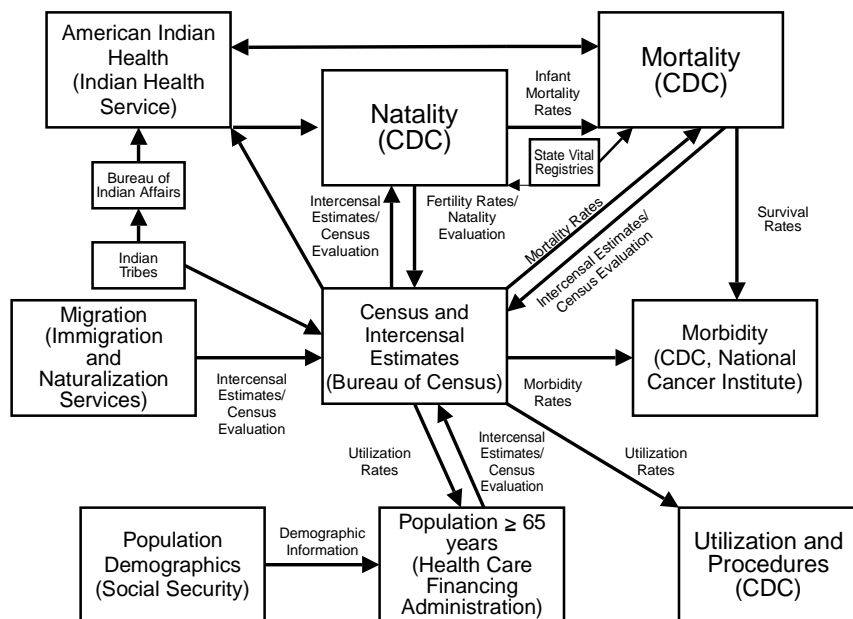 American Indian
Health
(Indian Health
Service)
Mortality
(CDC)
Infant
Mortality
Rates
Natality
(CDC)
State Vital
Registries
Bureau of
Indian Affairs
Intercensal
Estimates/
Census
Evaluation
Fertility Rates/
Natality
Evaluation
Mortality Rates
Intercensal Estimates/
Census Evaluation
Survival
Rates
Indian
Tribes
Migration
(Immigration
and
Naturalization
Services)
Census and
Intercensal
Estimates
(Bureau of Census)
Morbidity
(CDC, National
Cancer Institute)
Intercensal
Estimates/
Census
Evaluation
Morbidity
Rates
Utilization
Rates
Intercensal
Estimates/
Census
Evaluation
Utilization
Rates
Population
Demographics
(Social Security)
Demographic
Information
Population ≥ 65
years
(Health Care
Financing
Administration)
Utilization and
Procedures
(CDC)